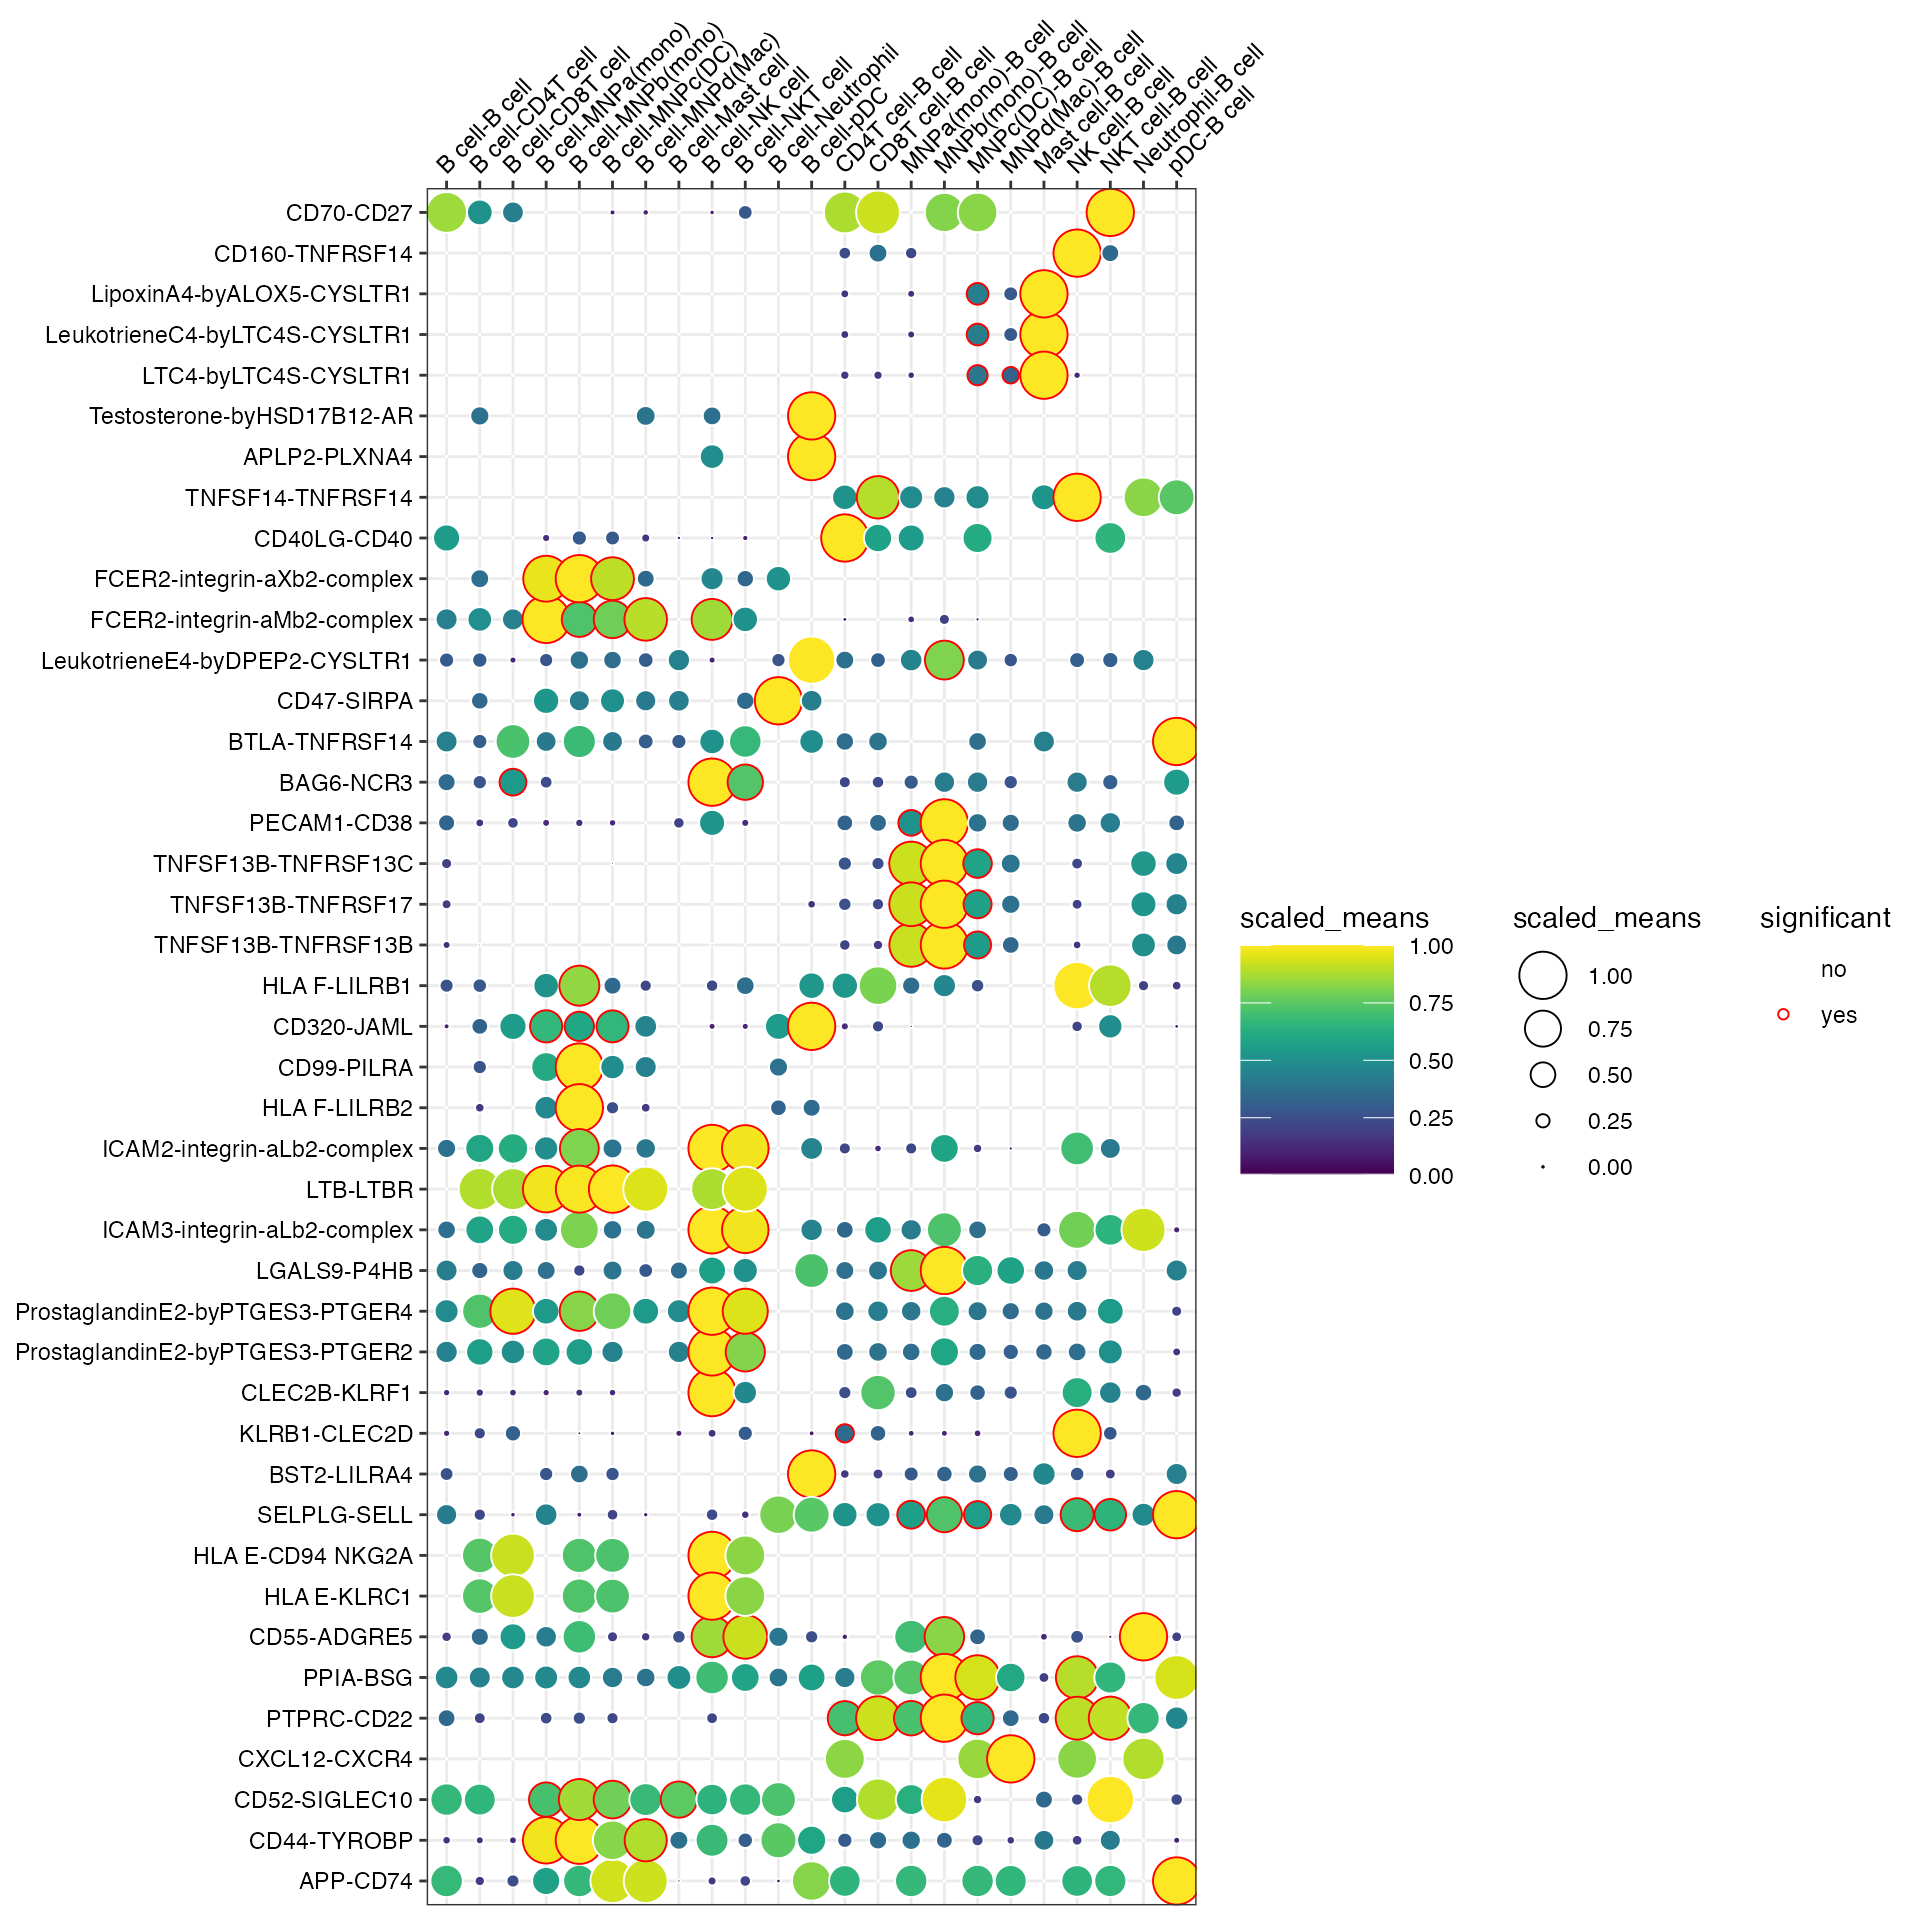 B cell-B cell
B cell-CD4T cell
B cell-CD8T cell
B cell-MNPa(mono)
B cell-MNPb(mono)
B cell-MNPc(DC)
B cell-MNPd(Mac)
B cell-Mast cell
B cell-NK cell
B cell-NKT cell
B cell-Neutrophil
B cell-pDC
CD4T cell-B cell
CD8T cell-B cell
MNPa(mono)-B cell
MNPb(mono)-B cell
MNPc(DC)-B cell
MNPd(Mac)-B cell
Mast cell-B cell
NK cell-B cell
NKT cell-B cell
Neutrophil-B cell
pDC-B cell
CD70-CD27
CD160-TNFRSF14
LipoxinA4-byALOX5-CYSLTR1
LeukotrieneC4-byLTC4S-CYSLTR1
LTC4-byLTC4S-CYSLTR1
Testosterone-byHSD17B12-AR
APLP2-PLXNA4
TNFSF14-TNFRSF14
CD40LG-CD40
FCER2-integrin-aXb2-complex
FCER2-integrin-aMb2-complex
LeukotrieneE4-byDPEP2-CYSLTR1
CD47-SIRPA
BTLA-TNFRSF14
BAG6-NCR3
PECAM1-CD38
TNFSF13B-TNFRSF13C
TNFSF13B-TNFRSF17
TNFSF13B-TNFRSF13B
HLA F-LILRB1
CD320-JAML
CD99-PILRA
HLA F-LILRB2
ICAM2-integrin-aLb2-complex
LTB-LTBR
ICAM3-integrin-aLb2-complex
LGALS9-P4HB
ProstaglandinE2-byPTGES3-PTGER4
ProstaglandinE2-byPTGES3-PTGER2
CLEC2B-KLRF1
KLRB1-CLEC2D
BST2-LILRA4
SELPLG-SELL
HLA E-CD94 NKG2A
HLA E-KLRC1
CD55-ADGRE5
PPIA-BSG
PTPRC-CD22
CXCL12-CXCR4
CD52-SIGLEC10
CD44-TYROBP
APP-CD74
scaled_means
1.00
0.75
0.50
0.25
0.00
scaled_means
1.00
0.75
0.50
0.25
0.00
significant
no
yes